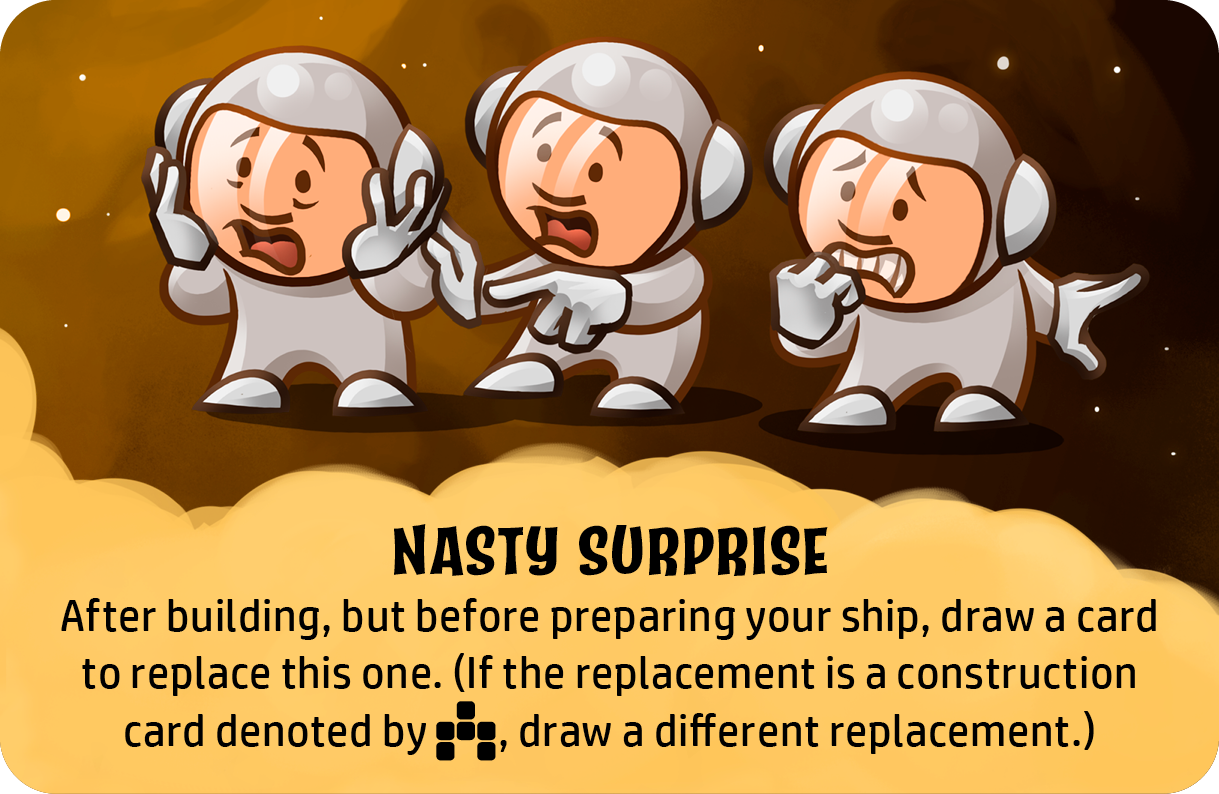 NASTY SURPRISE
After building, but before preparing your ship, draw a card
to replace this one. (If the replacement is a construction
card denoted by , draw a different replacement.)